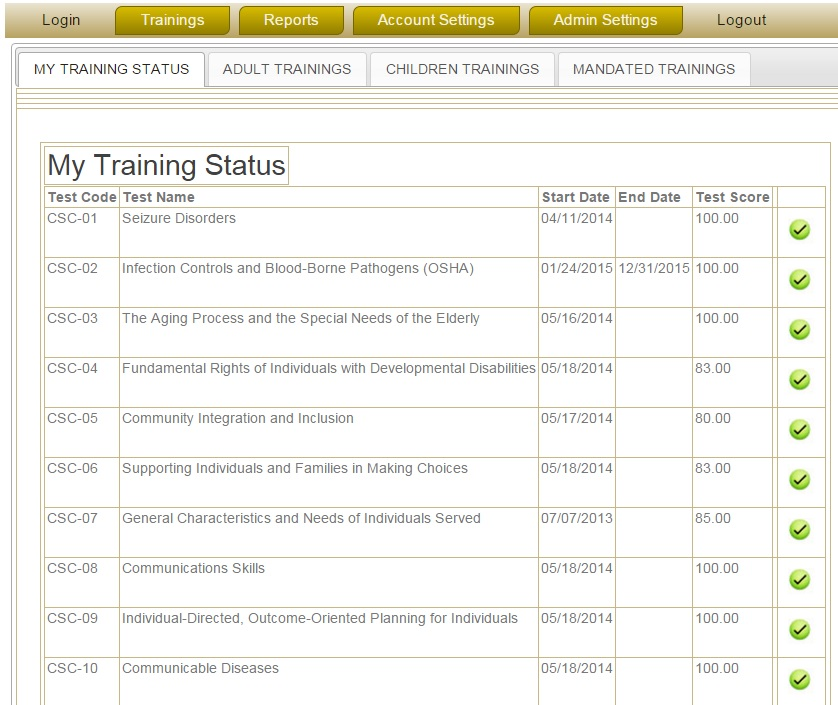 Login Trainings Reports Account Settings Admin Settings Logout
MY TRAINING STATUS ADULT TRAININGS CHILDREN TRAININGS MANDATED TRAININGS
My Training Status
Test Code Test Name Start Date End Date Test Score
CSC-01 Seizure Disorders 04/11/2014 100.00
CSC-02 Infection Controls and Blood-Borne Pathogens (OSHA) 01/24/2015 12/31/2015 100.00
CSC-03 The Aging Process and the Special Needs of the Elderly 05/16/2014 100.00
CSC-04 Fundamental Rights of Individuals with Developmental Disabilities 05/18/2014 83.00
CSC-05 Community Integration and Inclusion 05/17/2014 80.00
CSC-06 Supporting Individuals and Families in Making Choices 05/18/2014 83.00
CSC-07 General Characteristics and Needs of Individuals Served 07/07/2013 85.00
CSC-08 Communications Skills 05/18/2014 100.00
CSC-09 Individual-Directed, Outcome-Oriented Planning for Individuals 05/18/2014 100.00
CSC-10 Communicable Diseases 05/18/2014 100.00